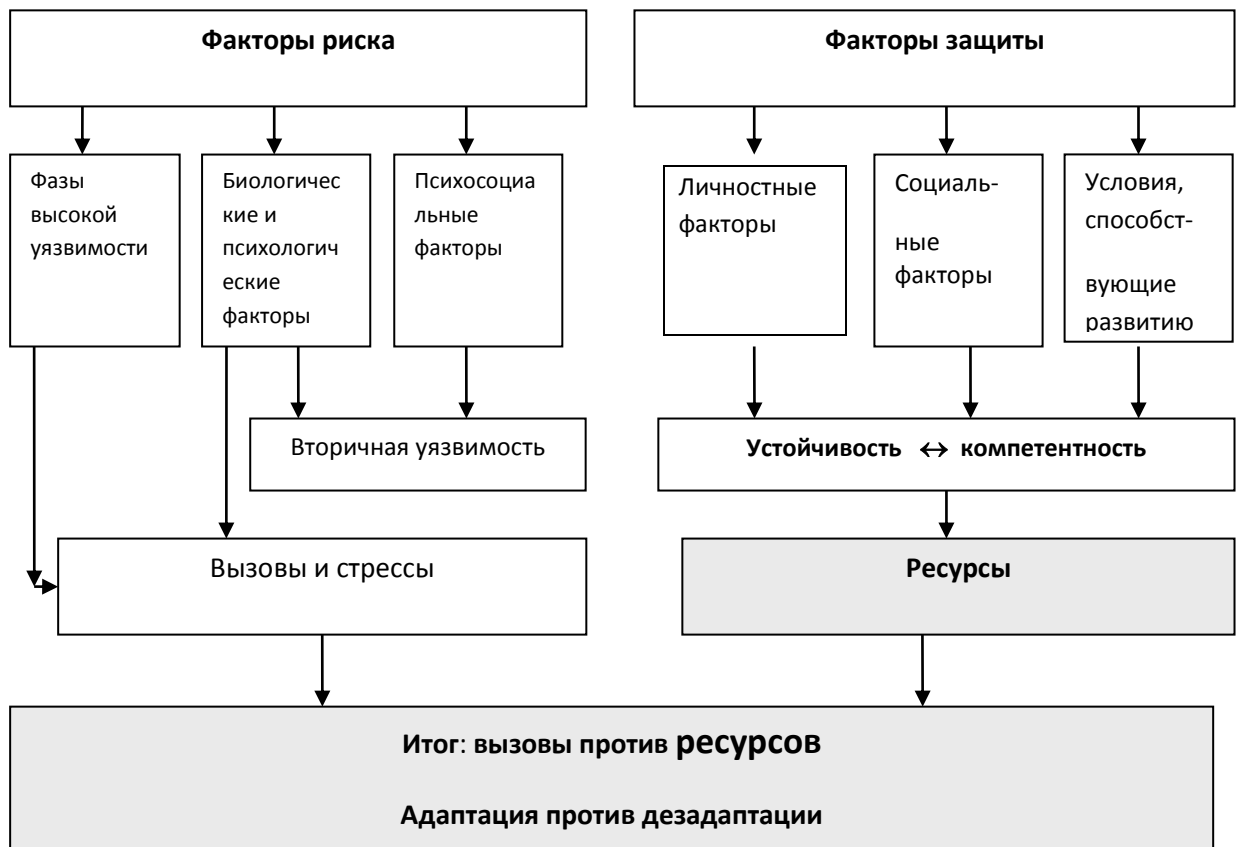 Факторы риска
Факторы защиты
Фазы
высокой
уязвимости
Биологичес
кие и
психологич
еские
факторы
Психосоциа
льные
факторы
Личностные
факторы
Социаль-
ные
факторы
Условия,
способст-
вующие
развитию
Вторичная уязвимость
Устойчивость ↔ компетентность
Вызовы и стрессы
Ресурсы
Итог: вызовы против ресурсов
Адаптация против дезадаптации